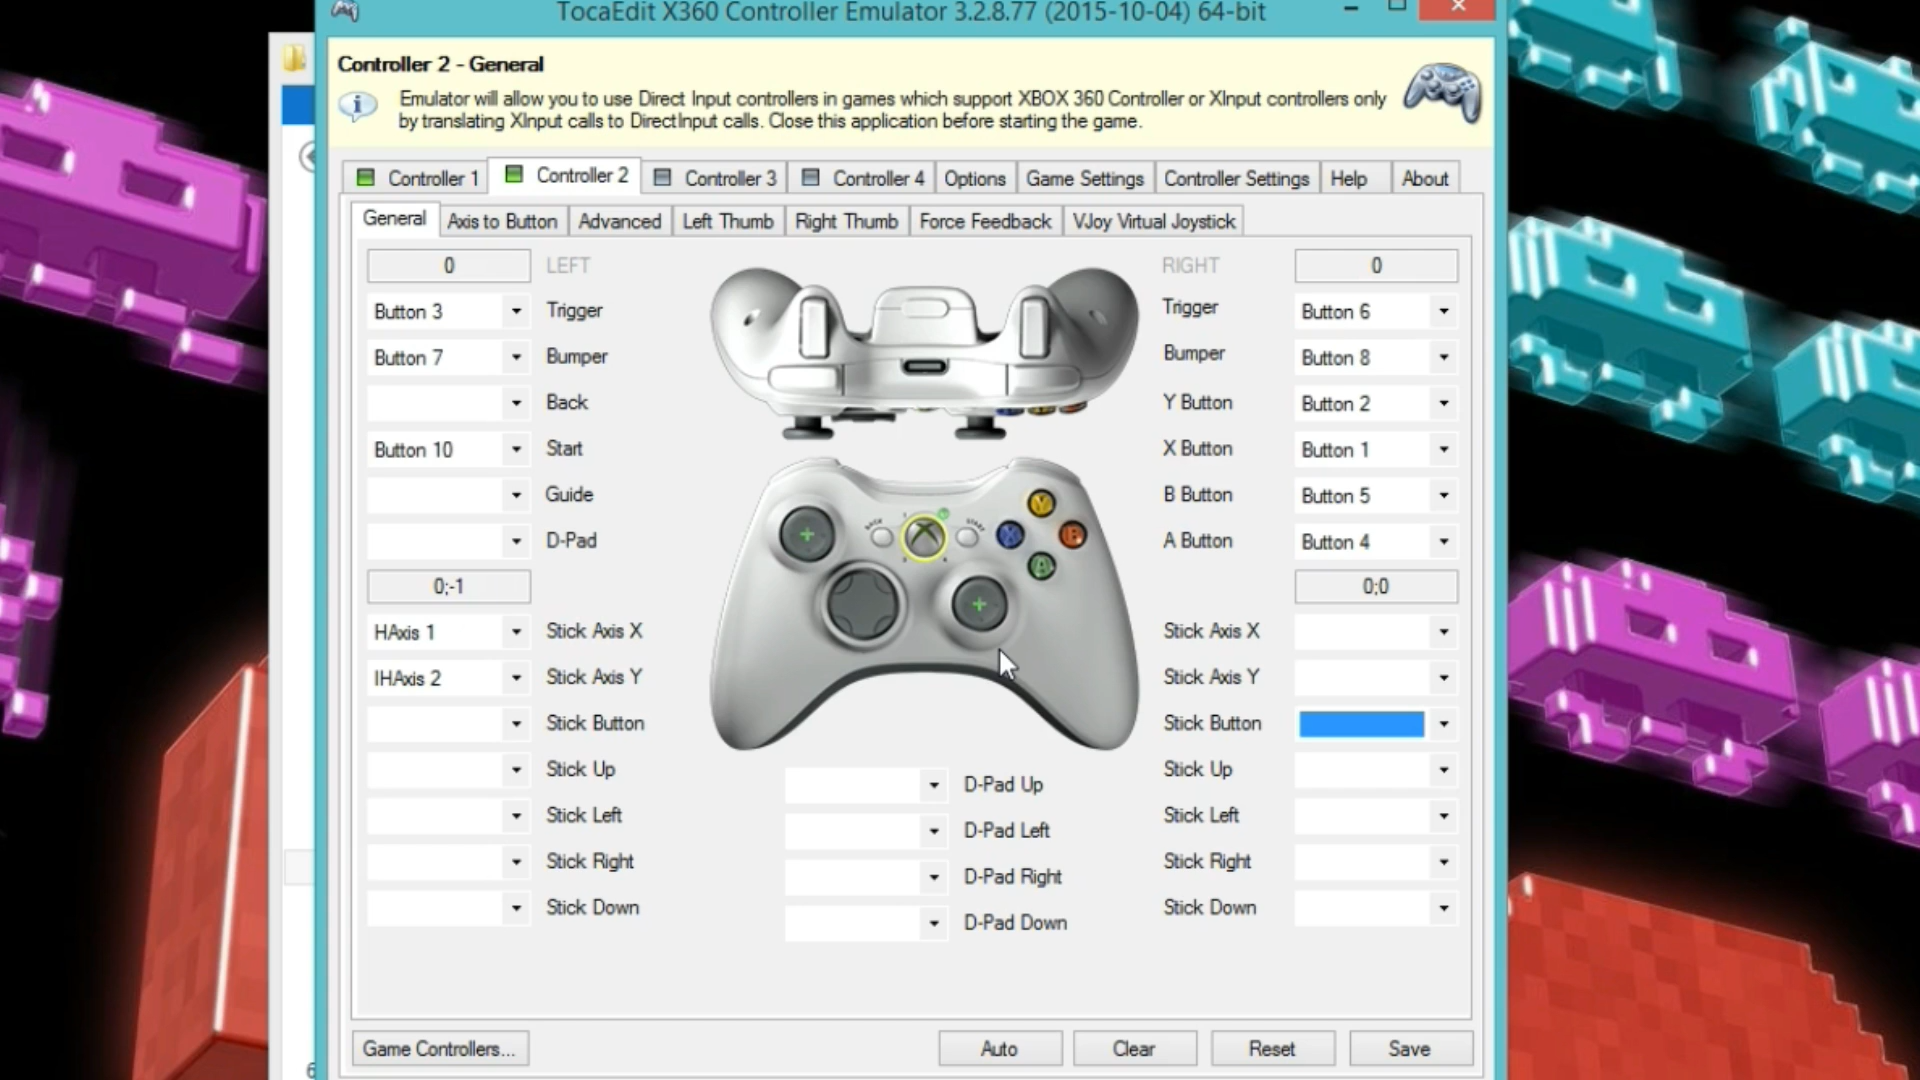 TocaEdit X360 Controller Emulator 3.2.8.77 (2015-10-04) 64-bit
Controller 2 - General
Emulator will allow you to use Direct Input controllers in games which support XBOX 360 Controller or XInput controllers only
by translating XInput calls to DirectInput calls. Close this application before starting the game.
Controller 1 Controller 2 Controller 3 Controller 4 Options Game Settings Controller Settings Help About
General Axis to Button Advanced Left Thumb Right Thumb Force Feedback VJoy Virtual Joystick
0 LEFT RIGHT 0
Button 3 Trigger Trigger Button 6
Button 7 Bumper Bumper Button 8
Back Y Button Button 2
Button 10 Start X Button Button 1
Guide B Button Button 5
D-Pad A Button Button 4
BACK START
Y
X B
A
0;-1 0;0
HAxis 1 Stick Axis X Stick Axis X
IHAxis 2 Stick Axis Y Stick Axis Y
Stick Button Stick Button
Stick Up D-Pad Up Stick Up
Stick Left D-Pad Left Stick Left
Stick Right D-Pad Right Stick Right
Stick Down D-Pad Down Stick Down
Game Controllers... Auto Clear Reset Save